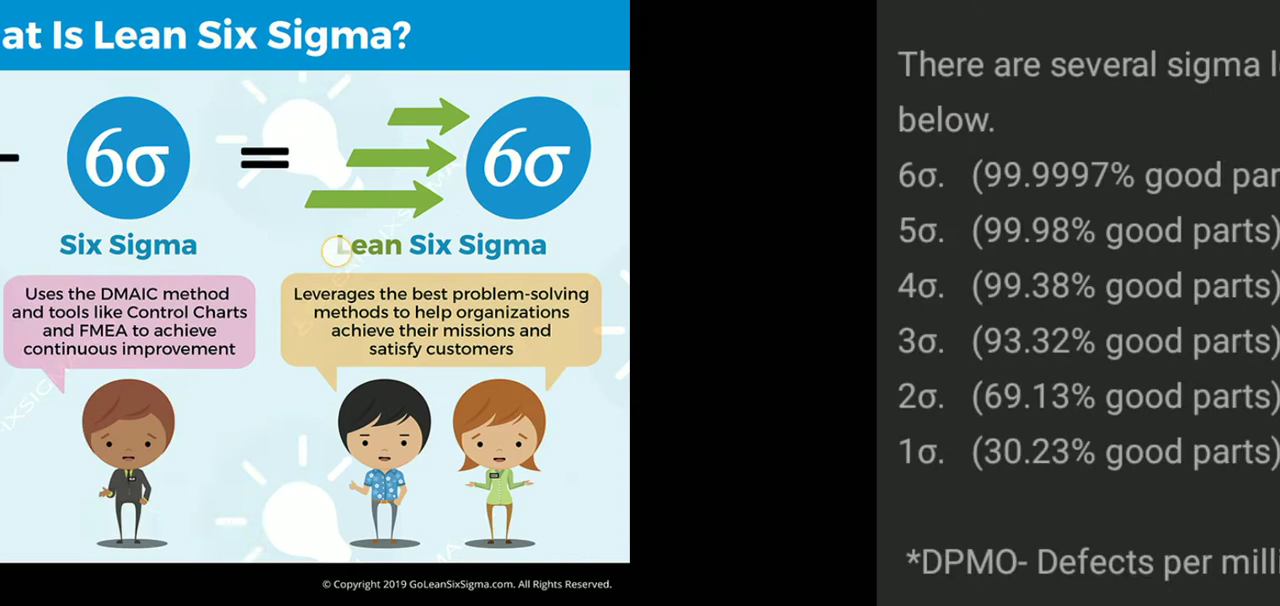 at Is Lean Six Sigma?
6σ
=
6σ
Six Sigma
Lean Six Sigma
Uses the DMAIC method
and tools like Control Charts
and FMEA to achieve
continuous improvement
Leverages the best problem-solving
methods to help organizations
achieve their missions and
satisfy customers
© Copyright 2019 GoLeanSixSigma.com. All Rights Reserved.
There are several sigma l
below.
6σ. (99.9997% good par
5σ. (99.98% good parts)
4σ. (99.38% good parts)
3σ. (93.32% good parts)
2σ. (69.13% good parts)
1σ. (30.23% good parts)
*DPMO- Defects per milli